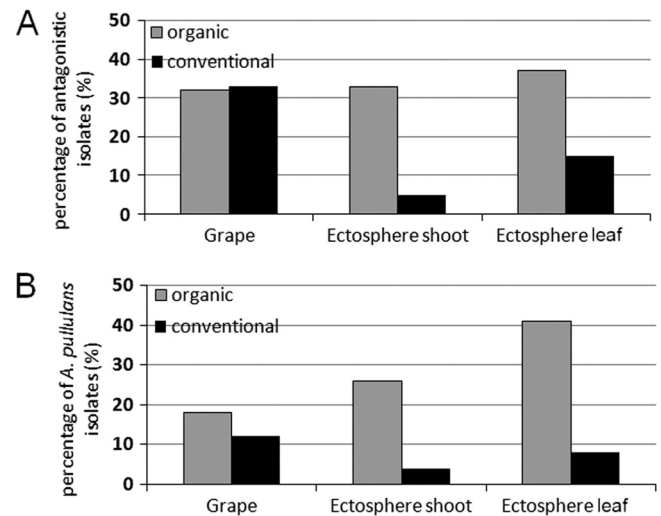 A
percentage of antagonistic
isolates (%)
50
40
30
20
10
0
organic
conventional
Grape
Ectosphere shoot
Ectosphere leaf
B
percentage of A. pullulans
isolates (%)
50
40
30
20
10
0
organic
conventional
Grape
Ectosphere shoot
Ectosphere leaf